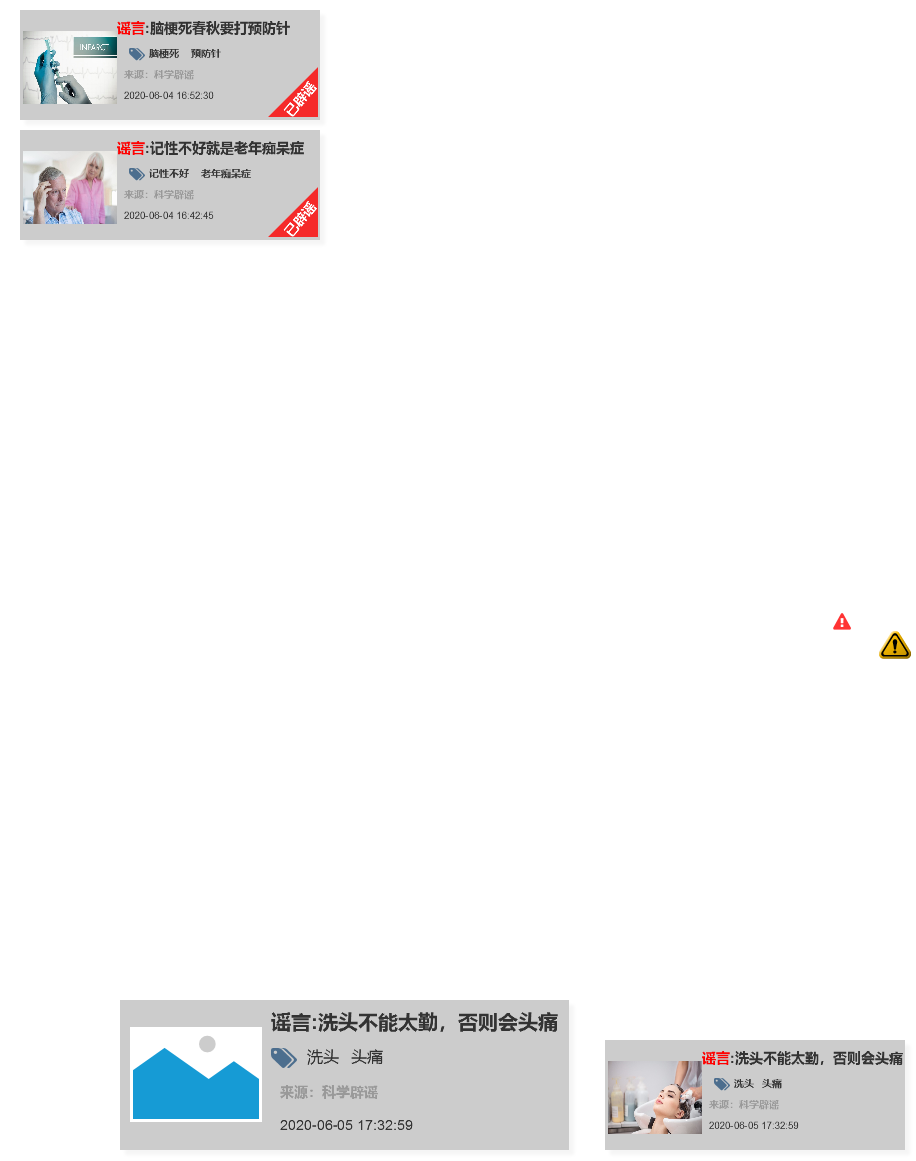 谣言:脑梗死春秋要打预防针
INFARCT
脑梗死 预防针
来源：科学辟谣
2020-06-04 16:52:30
已辟谣
谣言:记性不好就是老年痴呆症
记性不好 老年痴呆症
来源：科学辟谣
2020-06-04 16:42:45
已辟谣
谣言:洗头不能太勤，否则会头痛
洗头 头痛
来源：科学辟谣
2020-06-05 17:32:59
谣言:洗头不能太勤，否则会头痛
洗头 头痛
来源：科学辟谣
2020-06-05 17:32:59